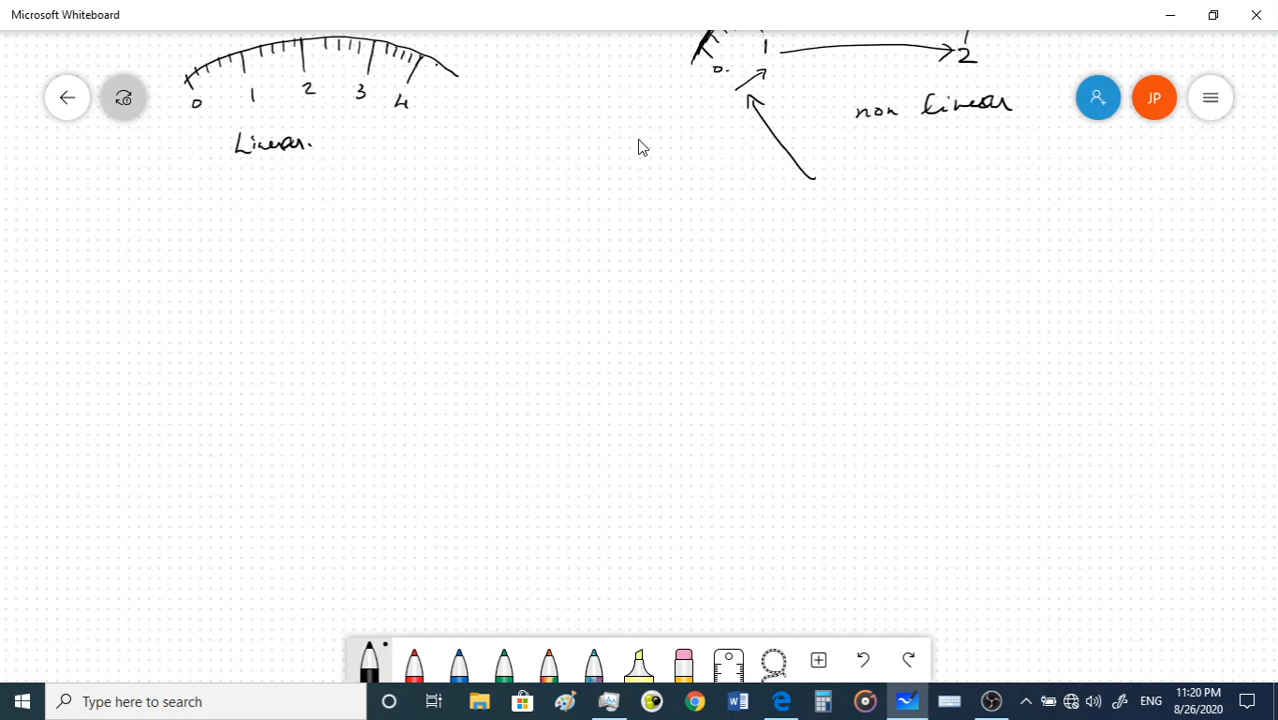 Microsoft Whiteboard
0 1 2 3 4
Linear.
0. 1 2
non linear
JP
Type here to search
ENG
11:20 PM
8/26/2020